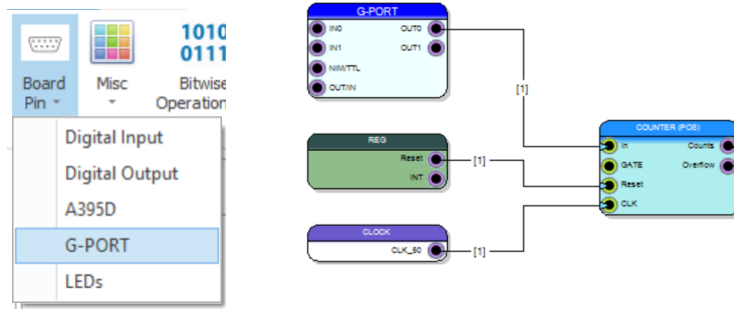 1010
0111
Board
Pin
Misc
Bitwise
Operation
Digital Input
Digital Output
A395D
G-PORT
LEDs
G-PORT
IN0
OUT0
IN1
OUT1
NIM/TTL
OUT/IN
[1]
REG
Reset
INT
[1]
CLOCK
CLK_50
[1]
COUNTER (POS)
In
Counts
GATE
Overflow
Reset
CLK